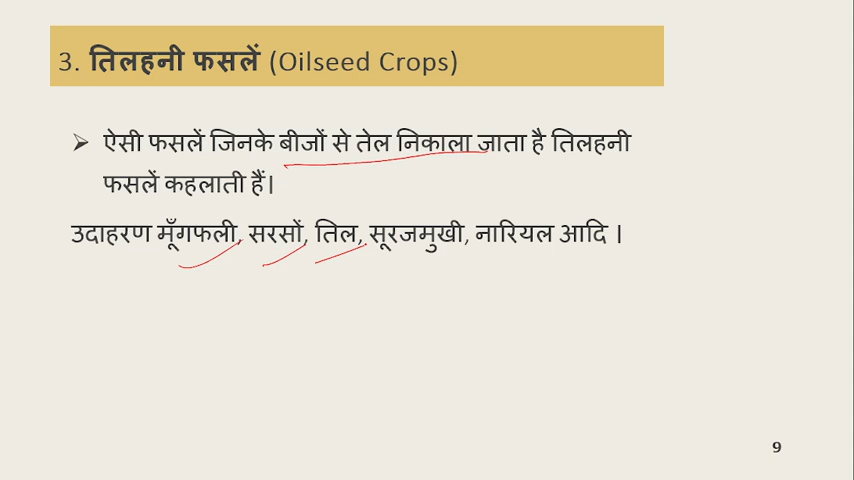 3. तिलहनी फसलें (Oilseed Crops)
➢ ऐसी फसलें जिनके बीजों से तेल निकाला जाता है तिलहनी
फसलें कहलाती हैं।
उदाहरण मूँगफली, सरसों, तिल, सूरजमुखी, नारियल आदि ।
9